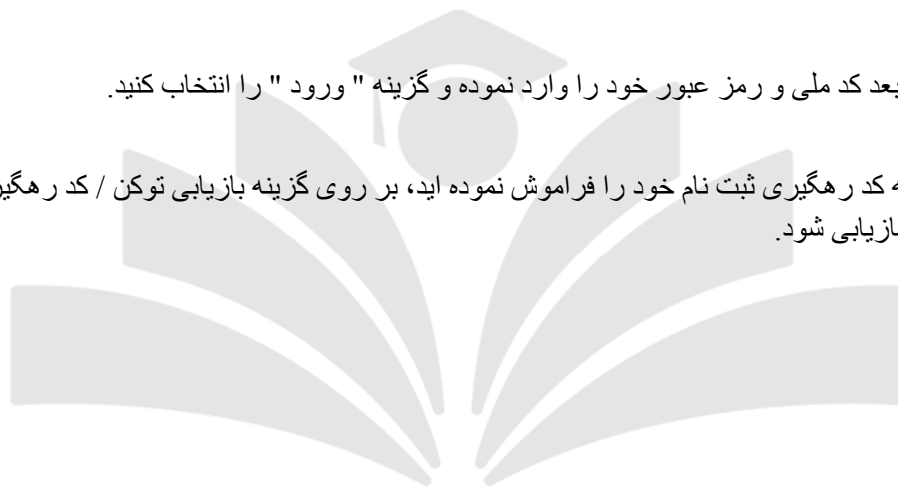 بعد کد ملی و رمز عبور خود را وارد نموده و گزینه " ورود " را انتخاب کنید.
که کد رهگیری ثبت نام خود را فراموش نموده اید، بر روی گزینه بازیابی توکن / کد
بازیابی شود.